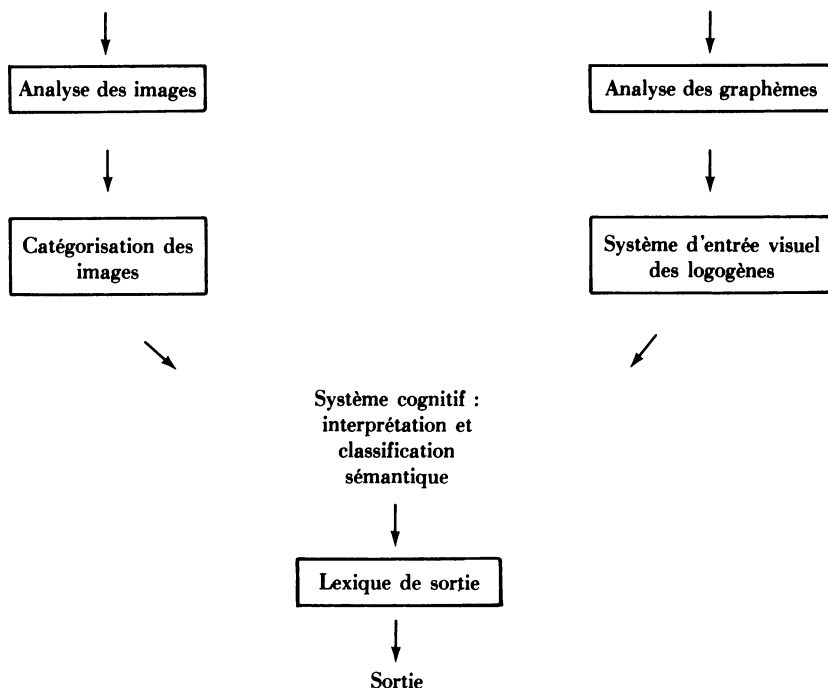 Analyse des images
Analyse des graphèmes
Catégorisation des
images
Système d'entrée visuel
des logogènes
Système cognitif :
interprétation et
classification
sémantique
Lexique de sortie
Sortie